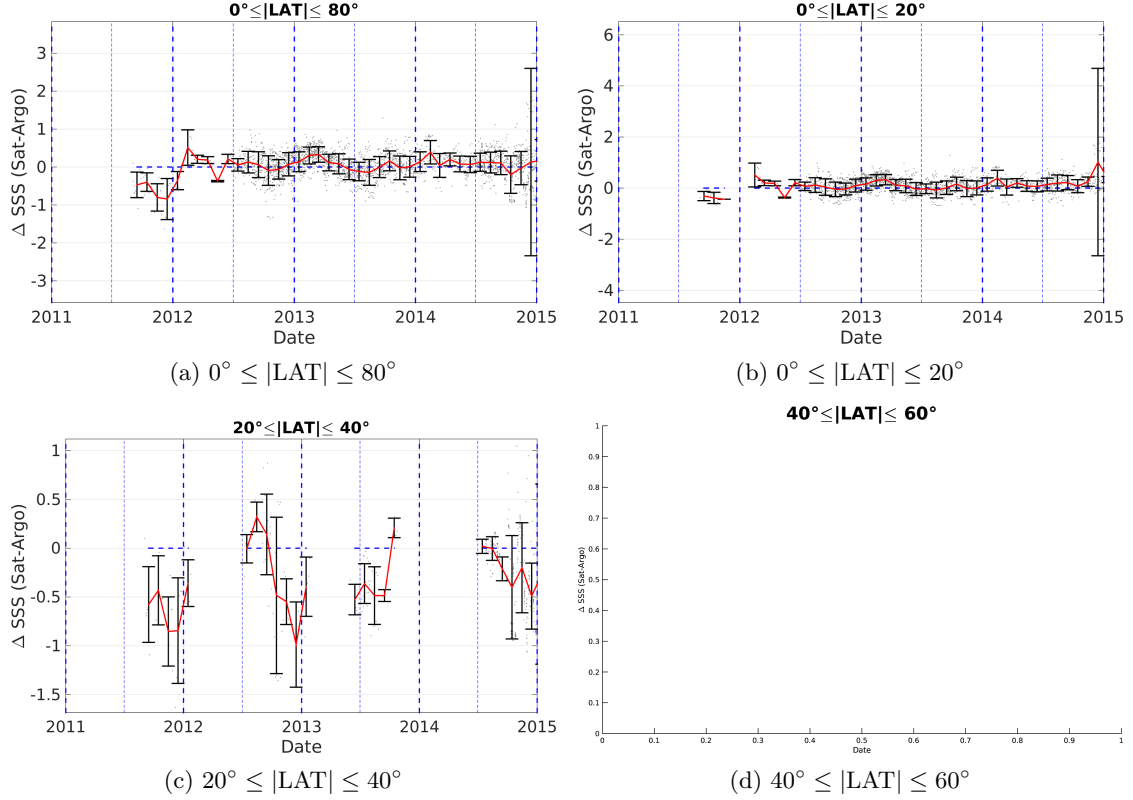 0°≤|LAT|≤ 80°
Δ SSS (Sat-Argo)
3
2
1
0
-1
-2
-3
2011 2012 2013 2014 2015
Date
(a) 0° ≤ |LAT| ≤ 80°
0°≤|LAT|≤ 20°
Δ SSS (Sat-Argo)
6
4
2
0
-2
-4
2011 2012 2013 2014 2015
Date
(b) 0° ≤ |LAT| ≤ 20°
20°≤|LAT|≤ 40°
Δ SSS (Sat-Argo)
1
0.5
0
-0.5
-1
-1.5
2011 2012 2013 2014 2015
Date
(c) 20° ≤ |LAT| ≤ 40°
40°≤|LAT|≤ 60°
Δ SSS (Sat-Argo)
1
0.9
0.8
0.7
0.6
0.5
0.4
0.3
0.2
0.1
0
0 0.1 0.2 0.3 0.4 0.5 0.6 0.7 0.8 0.9 1
Date
(d) 40° ≤ |LAT| ≤ 60°